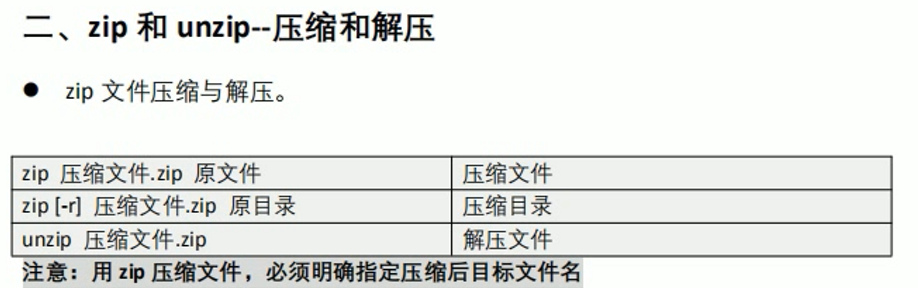 二、zip 和 unzip--压缩和解压
● zip 文件压缩与解压。
zip 压缩文件.zip 原文件 压缩文件
zip [-r] 压缩文件.zip 原目录 压缩目录
unzip 压缩文件.zip 解压文件
注意：用 zip 压缩文件，必须明确指定压缩后目标文件名